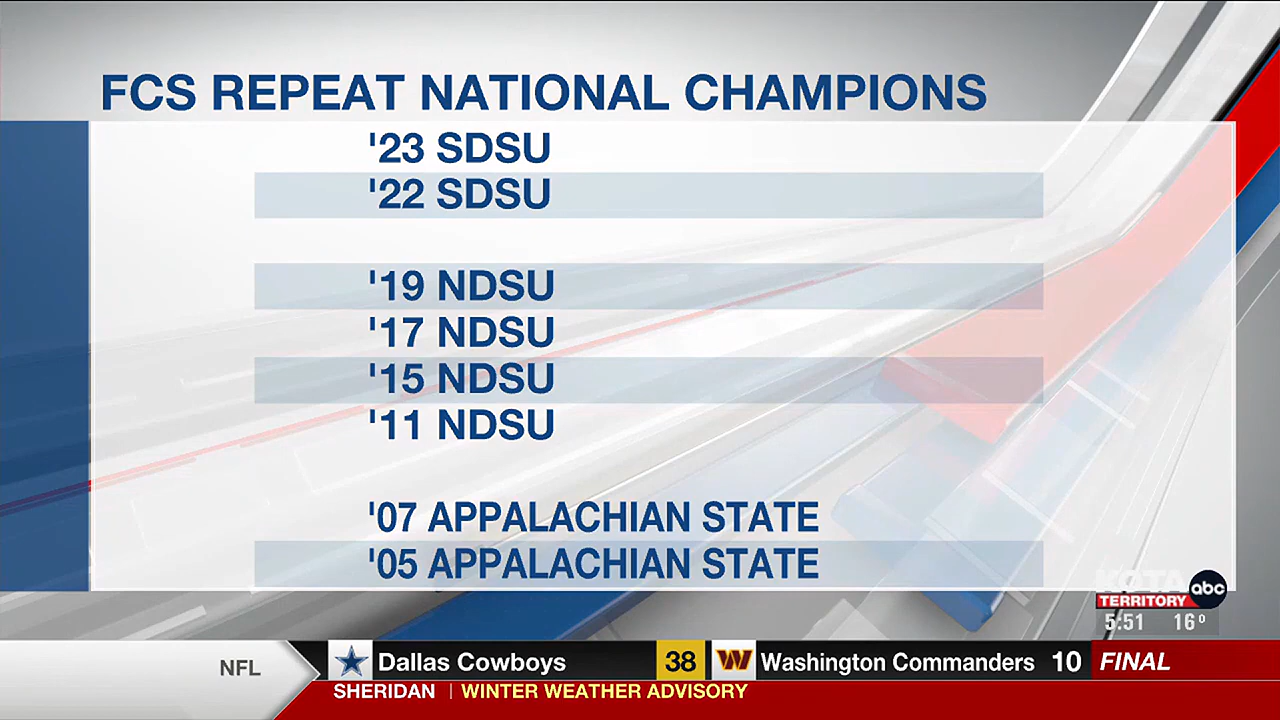 FCS REPEAT NATIONAL CHAMPIONS
'23 SDSU
'22 SDSU
'19 NDSU
'17 NDSU
'15 NDSU
'11 NDSU
'07 APPALACHIAN STATE
'05 APPALACHIAN STATE
KOTA
abc
TERRITORY
5:51 16°
NFL
Dallas Cowboys 38 W Washington Commanders 10 FINAL
SHERIDAN | WINTER WEATHER ADVISORY